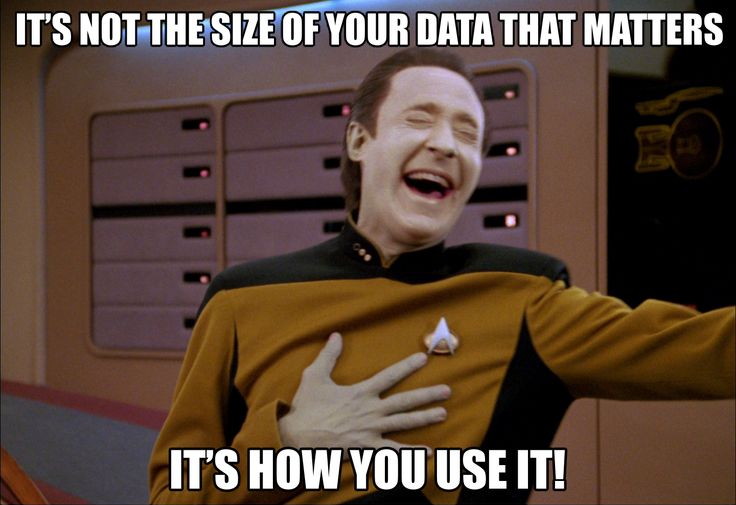 IT'S NOT THE SIZE OF YOUR DATA THAT MATTERS
IT'S HOW YOU USE IT!